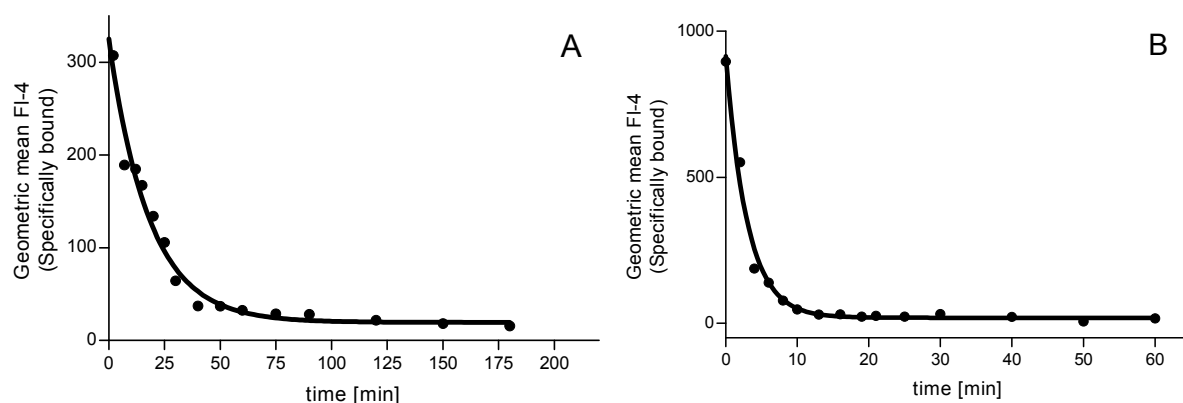 A
Geometric mean Fl-4
(Specifically bound)
300
200
100
0
0 25 50 75 100 125 150 175 200
time [min]
B
Geometric mean Fl-4
(Specifically bound)
1000
500
0
0 10 20 30 40 50 60
time [min]